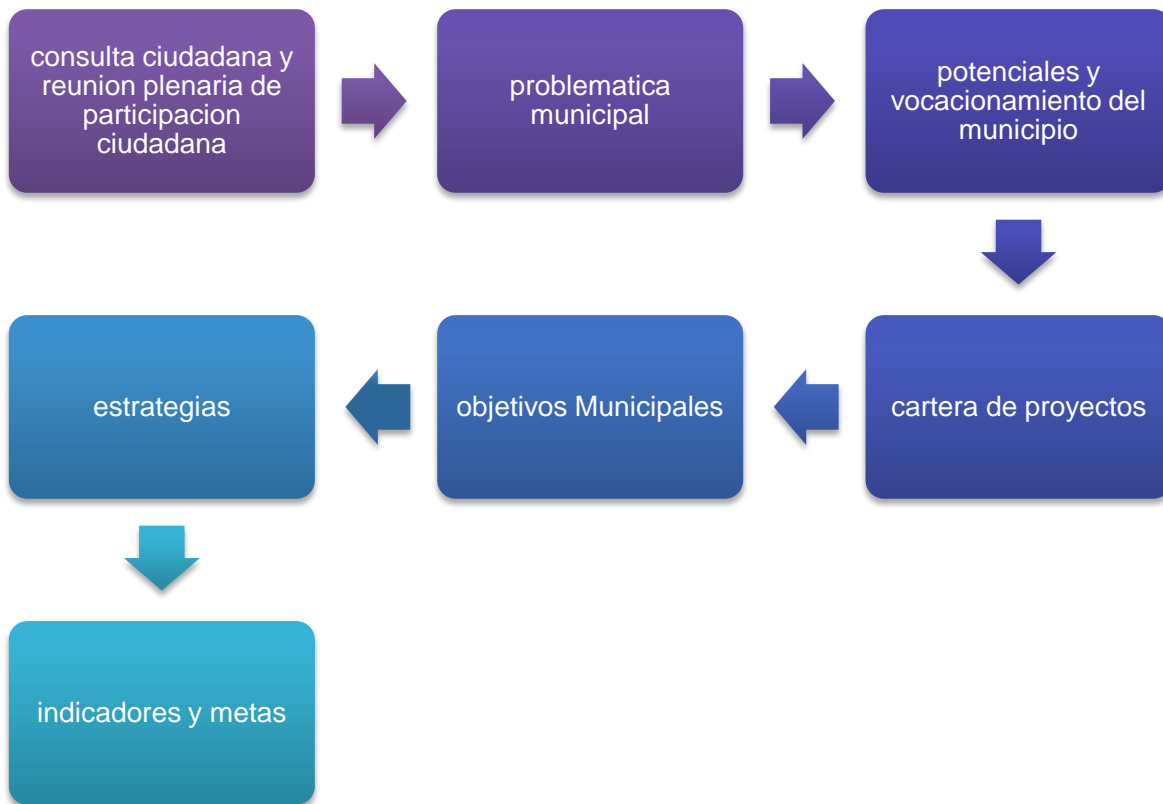 consulta ciudadana y
reunion plenaria de
participacion
ciudadana
problematica
municipal
potenciales y
vocacionamiento del
municipio
cartera de proyectos
objetivos Municipales
estrategias
indicadores y metas